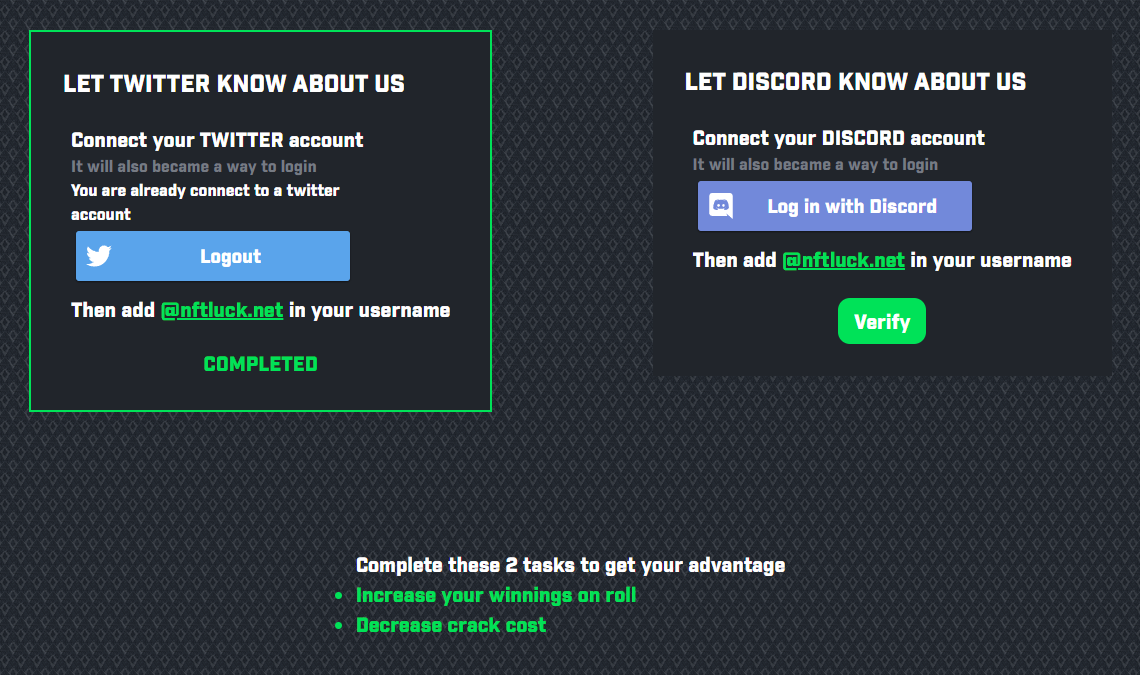 LET TWITTER KNOW ABOUT US
Connect your TWITTER account
It will also became a way to login
You are already connect to a twitter
account
Logout
Then add @nftluck.net in your username
COMPLETED
LET DISCORD KNOW ABOUT US
Connect your DISCORD account
It will also became a way to login
Log in with Discord
Then add @nftluck.net in your username
Verify
Complete these 2 tasks to get your advantage
Increase your winnings on roll
Decrease crack cost